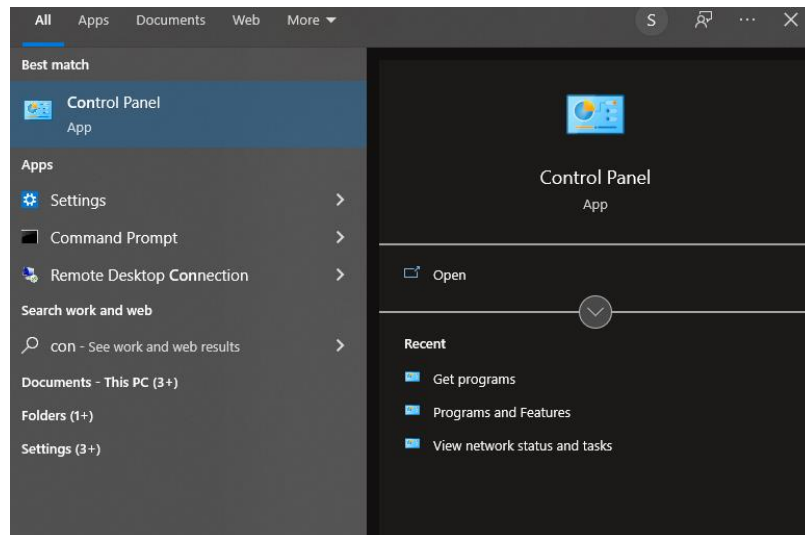 All Apps Documents Web More S
Best match
Control Panel
App
Apps
Settings
Command Prompt
Remote Desktop Connection
Search work and web
con - See work and web results
Documents - This PC (3+)
Folders (1+)
Settings (3+)
Control Panel
App
Open
Recent
Get programs
Programs and Features
View network status and tasks